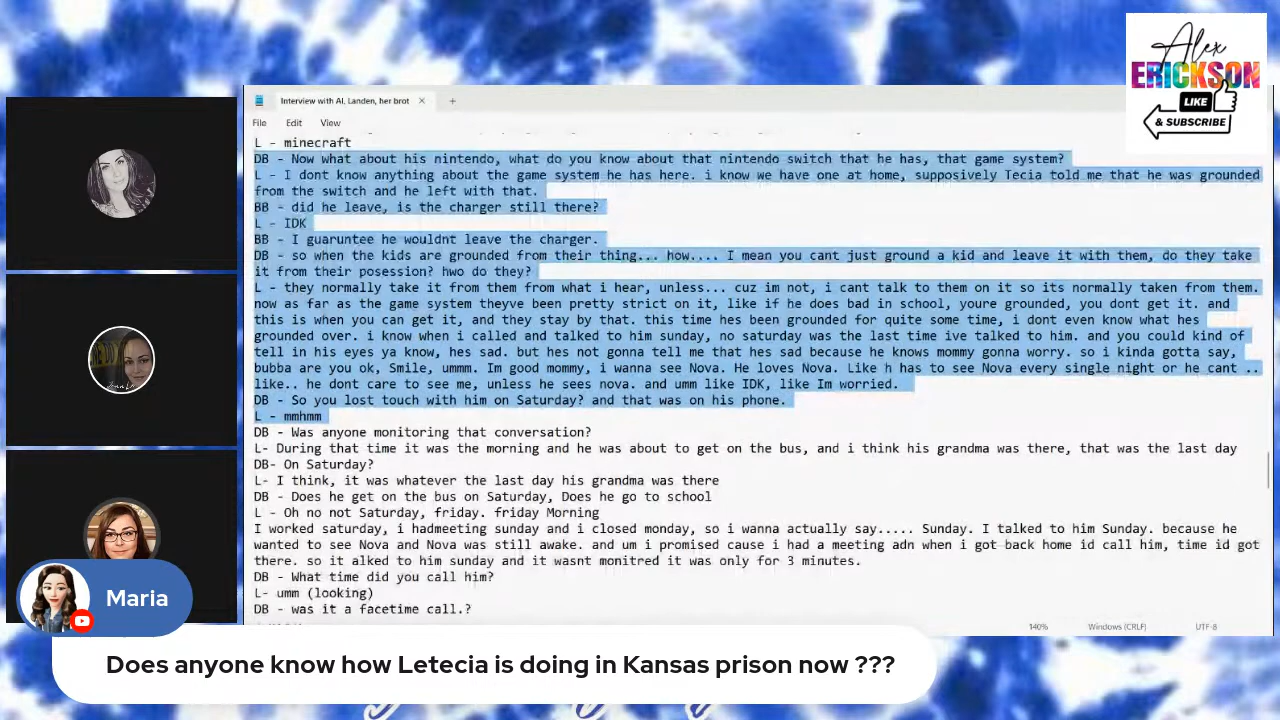 Alex
ERICKSON
LIKE
& SUBSCRIBE
Interview with Al, Landen, her brot
File Edit View
L - minecraft
DB - Now what about his nintendo, what do you know about that nintendo switch that he has, that game system?
L - I dont know anything about the game system he has here. i know we have one at home, supposively Tecia told me that he was grounded
from the switch and he left with that.
BB - did he leave, is the charger still there?
L - IDK
BB - I guaruntee he wouldnt leave the charger.
DB - so when the kids are grounded from their thing... how.... I mean you cant just ground a kid and leave it with them, do they take
it from their posession? hwo do they?
L - they normally take it from them from what i hear, unless... cuz im not, i cant talk to them on it so its normally taken from them.
now as far as the game system theyve been pretty strict on it, like if he does bad in school, youre grounded, you dont get it. and
this is when you can get it, and they stay by that. this time hes been grounded for quite some time, i dont even know what hes
grounded over. i know when i called and talked to him sunday, no saturday was the last time ive talked to him. and you could kind of
tell in his eyes ya know, hes sad. but hes not gonna tell me that hes sad because he knows mommy gonna worry. so i kinda gotta say,
bubba are you ok, Smile, ummm. Im good mommy, i wanna see Nova. He loves Nova. Like h has to see Nova every single night or he cant ..
like.. he dont care to see me, unless he sees nova. and umm like IDK, like Im worried.
DB - So you lost touch with him on Saturday? and that was on his phone.
L - mmhmm
DB - Was anyone monitoring that conversation?
L- During that time it was the morning and he was about to get on the bus, and i think his grandma was there, that was the last day
DB- On Saturday?
L- I think, it was whatever the last day his grandma was there
DB - Does he get on the bus on Saturday, Does he go to school
L - Oh no not Saturday, friday. friday Morning
I worked saturday, i hadmeeting sunday and i closed monday, so i wanna actually say..... Sunday. I talked to him Sunday. because he
wanted to see Nova and Nova was still awake. and um i promised cause i had a meeting adn when i got back home id call him, time id got
there. so it alked to him sunday and it wasnt monitred it was only for 3 minutes.
DB - What time did you call him?
L- umm (looking)
DB - was it a facetime call.?
140% Windows (CRLF) UTF-8
Maria
Does anyone know how Letecia is doing in Kansas prison now ???